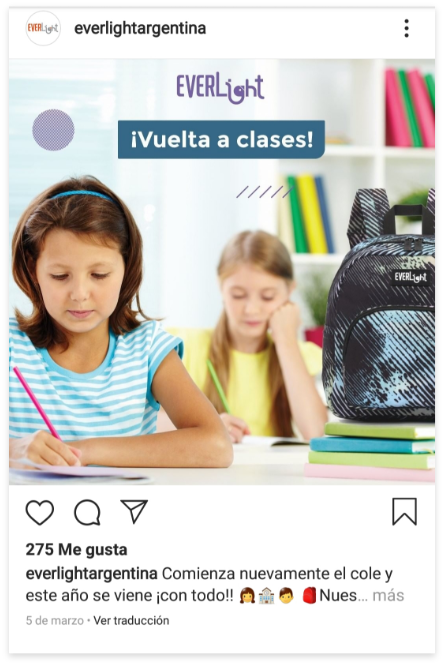 EVERLight
everlightargentina
EVERLight
¡Vuelta a clases!
EVERLight
275 Me gusta
everlightargentina Comienza nuevamente el cole y
este año se viene ¡con todo!! 👧🏫🧒 🎒Nues... más
5 de marzo • Ver traducción